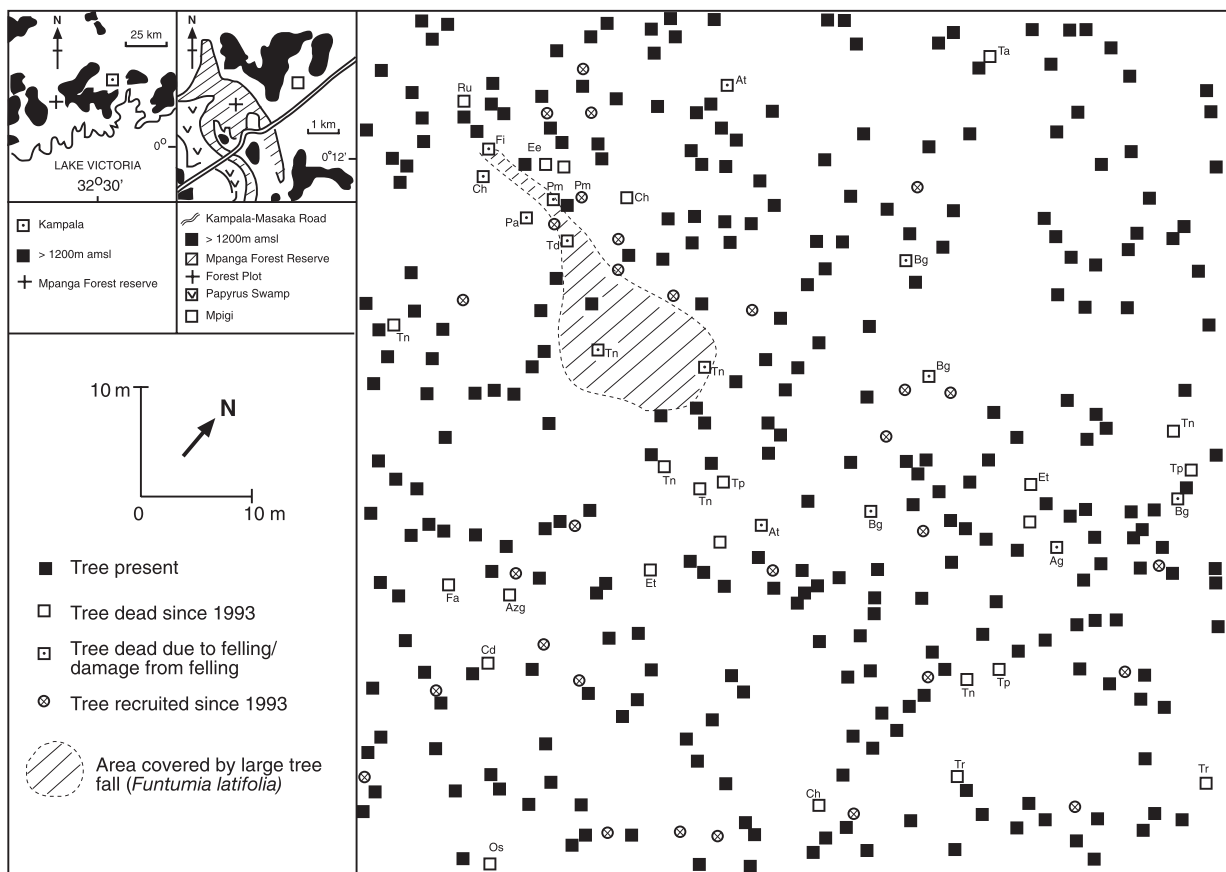 N
25 km
0°
LAKE VICTORIA
32°30'
N
1 km
0°12'
Kampala
> 1200m amsl
Mpanga Forest reserve
Kampala-Masaka Road
> 1200m amsl
Mpanga Forest Reserve
Forest Plot
Papyrus Swamp
Mpigi
10 m
N
0
10 m
Tree present
Tree dead since 1993
Tree dead due to felling/
damage from felling
Tree recruited since 1993
Area covered by large tree
fall (Funtumia latifolia)
Ta
At
Ru
Fi
Ee
Ch
Pm
Pm
Ch
Pa
Td
Bg
Tn
Tn
Tn
Bg
Tn
Tn
Tp
Tn
Et
Tp
Bg
At
Bg
Ag
Et
Fa
Azg
Cd
Tn
Tp
Tr
Tr
Ch
Os